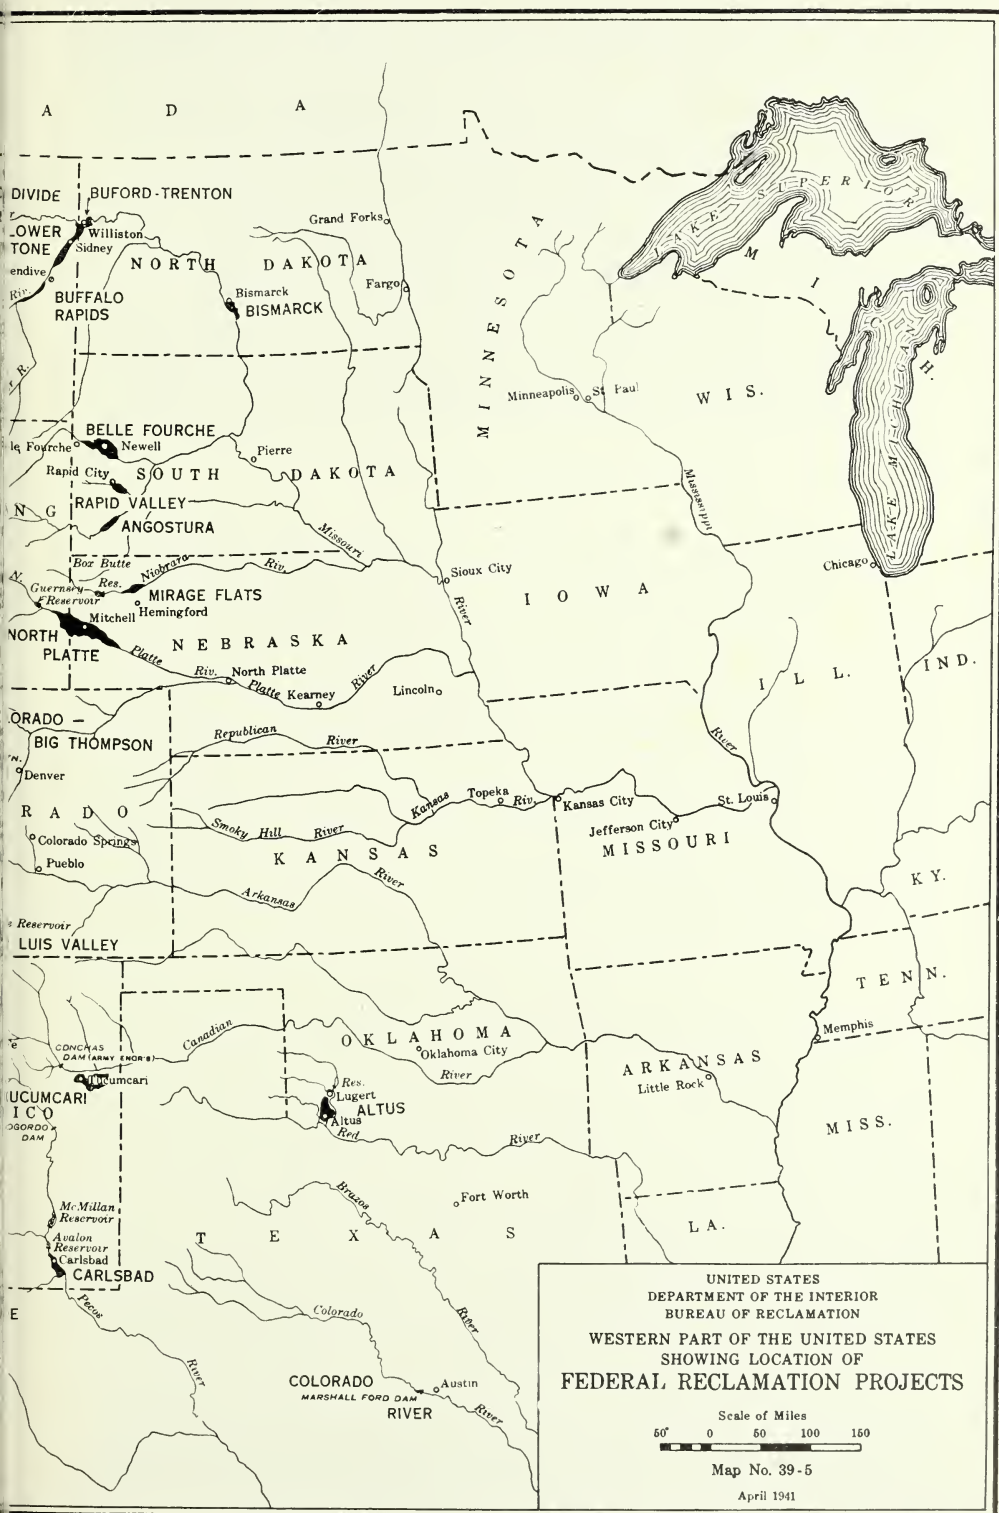 A D A
DIVIDE
BUFORD-TRENTON
LOWER
TONE
Williston
Sidney
endive
Riv.
BUFFALO
RAPIDS
NORTH DAKOTA
Grand Forks
Fargo
Bismarck
BISMARCK
MINNESOTA
LAKE SUPERIOR
MICH.
LAKE MICHIGAN
Minneapolis
St. Paul
WIS.
r R.
BELLE FOURCHE
le Fourche
Newell
Pierre
Rapid City
SOUTH DAKOTA
RAPID VALLEY
N G
ANGOSTURA
Missouri
Mississippi
Box Butte
Res.
Niobrara
Riv.
N.
Guernsey
Reservoir
MIRAGE FLATS
Hemingford
Mitchell
NORTH
PLATTE
NEBRASKA
Sioux City
River
IOWA
Chicago
Platte
Riv.
North Platte
Platte
Kearney
River
Lincoln
ILL.
IND.
ORADO –
BIG THOMPSON
Republican
River
River
Denver
RADO
Colorado Springs
Pueblo
Smoky Hill River
Kansas
Topeka
Riv.
Kansas City
St. Louis
Jefferson City
MISSOURI
KANSAS
Arkansas
River
KY.
Reservoir
LUIS VALLEY
TENN.
Canadian
OKLAHOMA
Oklahoma City
River
Memphis
CONCHAS
DAM (ARMY ENGR'S)
Tucumcari
UCUMCARI
ICO
OGORDO
DAM
Res.
Lugert
ALTUS
Altus
Red
River
ARKANSAS
Little Rock
MISS.
McMillan
Reservoir
Avalon
Reservoir
Carlsbad
CARLSBAD
E
Pecos
River
Brazos
River
Fort Worth
TEXAS
LA.
Colorado
COLORADO
MARSHALL FORD DAM
RIVER
Austin
River
UNITED STATES
DEPARTMENT OF THE INTERIOR
BUREAU OF RECLAMATION
WESTERN PART OF THE UNITED STATES
SHOWING LOCATION OF
FEDERAL RECLAMATION PROJECTS
Scale of Miles
50 0 50 100 150
Map No. 39-5
April 1941